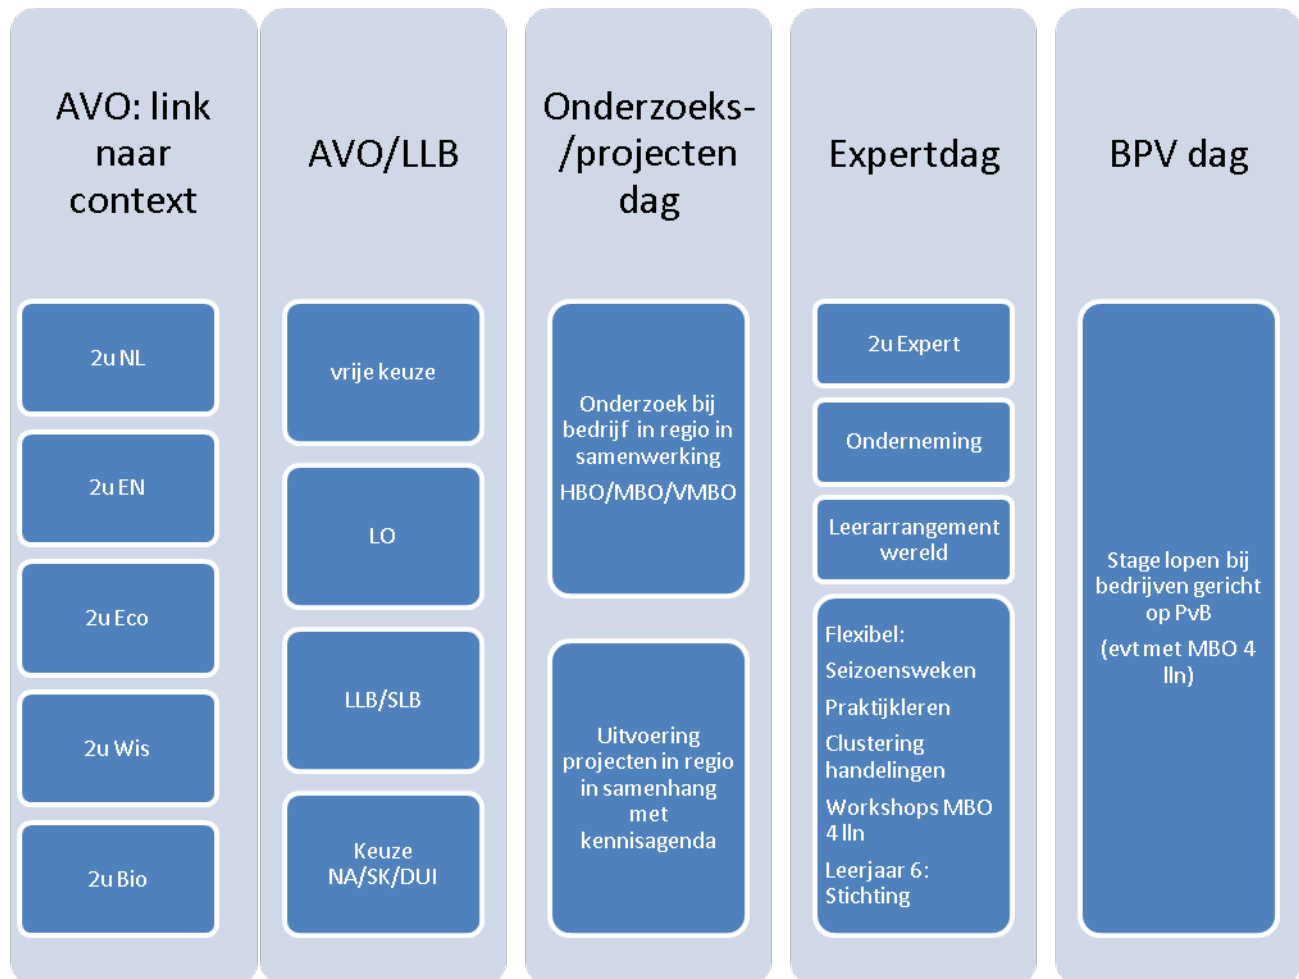 AVO: link
naar
context
2u NL
2u EN
2u Eco
2u Wis
2u Bio
AVO/LLB
vrije keuze
LO
LLB/SLB
Keuze
NA/SK/DUI
Onderzoeks-
/projecten
dag
Onderzoek bij
bedrijf in regio in
samenwerking
HBO/MBO/VMBO
Uitvoering
projecten in regio
in samenhang
met
kennisagenda
Expertdag
2u Expert
Onderneming
Leerarrangement
wereld
Flexibel:
Seizoensweken
Praktijkleren
Clustering
handelingen
Workshops MBO
4 lln
Leerjaar 6:
Stichting
BPV dag
Stage lopen bij
bedrijven gericht
op PvB
(evt met MBO 4
lln)